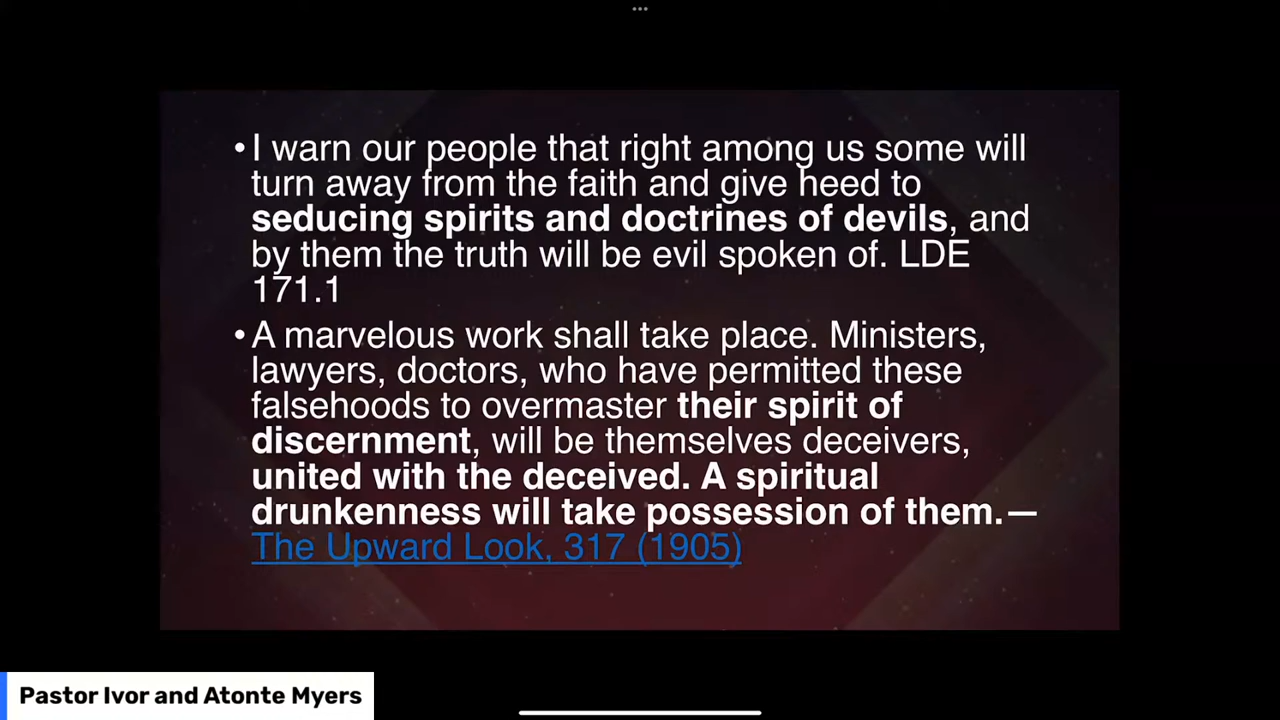 •I warn our people that right among us some will
turn away from the faith and give heed to
seducing spirits and doctrines of devils, and
by them the truth will be evil spoken of. LDE
171.1
•A marvelous work shall take place. Ministers,
lawyers, doctors, who have permitted these
falsehoods to overmaster their spirit of
discernment, will be themselves deceivers,
united with the deceived. A spiritual
drunkenness will take possession of them.—
The Upward Look, 317 (1905)
Pastor Ivor and Atonte Myers